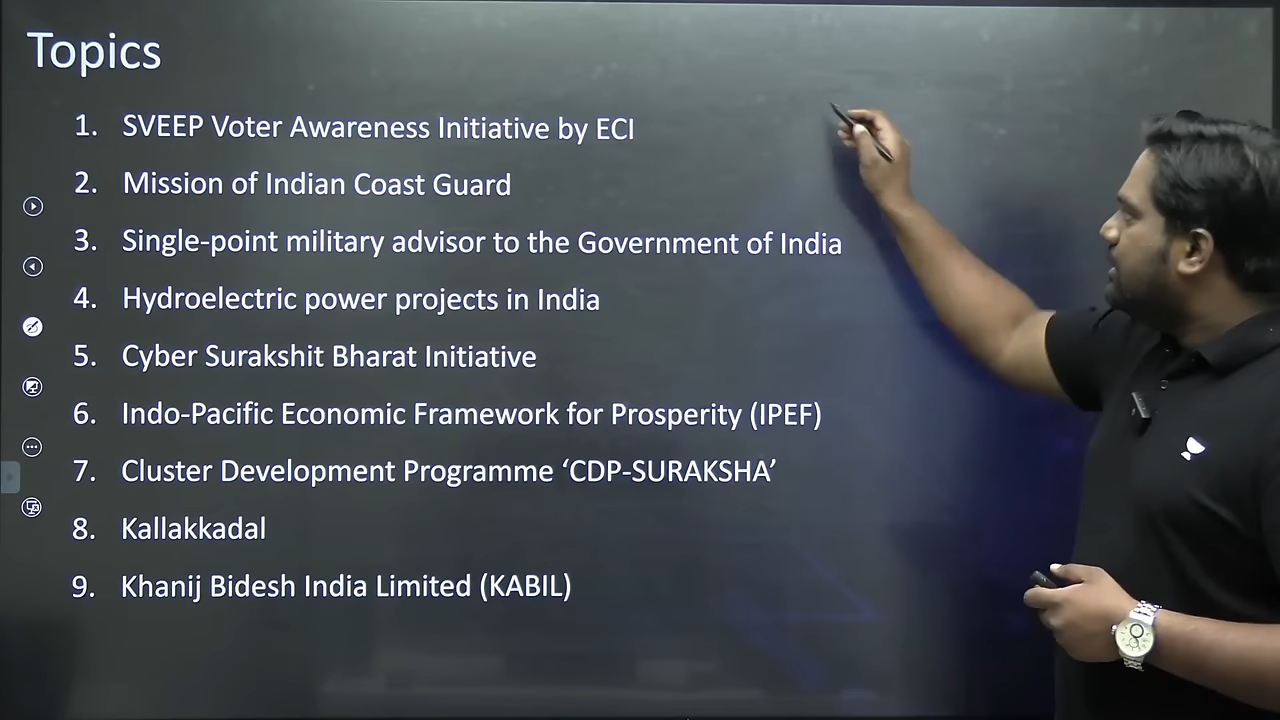 Topics
1. SVEEP Voter Awareness Initiative by ECI
2. Mission of Indian Coast Guard
3. Single-point military advisor to the Government of India
4. Hydroelectric power projects in India
5. Cyber Surakshit Bharat Initiative
6. Indo-Pacific Economic Framework for Prosperity (IPEF)
7. Cluster Development Programme ‘CDP-SURAKSHA’
8. Kallakkadal
9. Khanij Bidesh India Limited (KABIL)